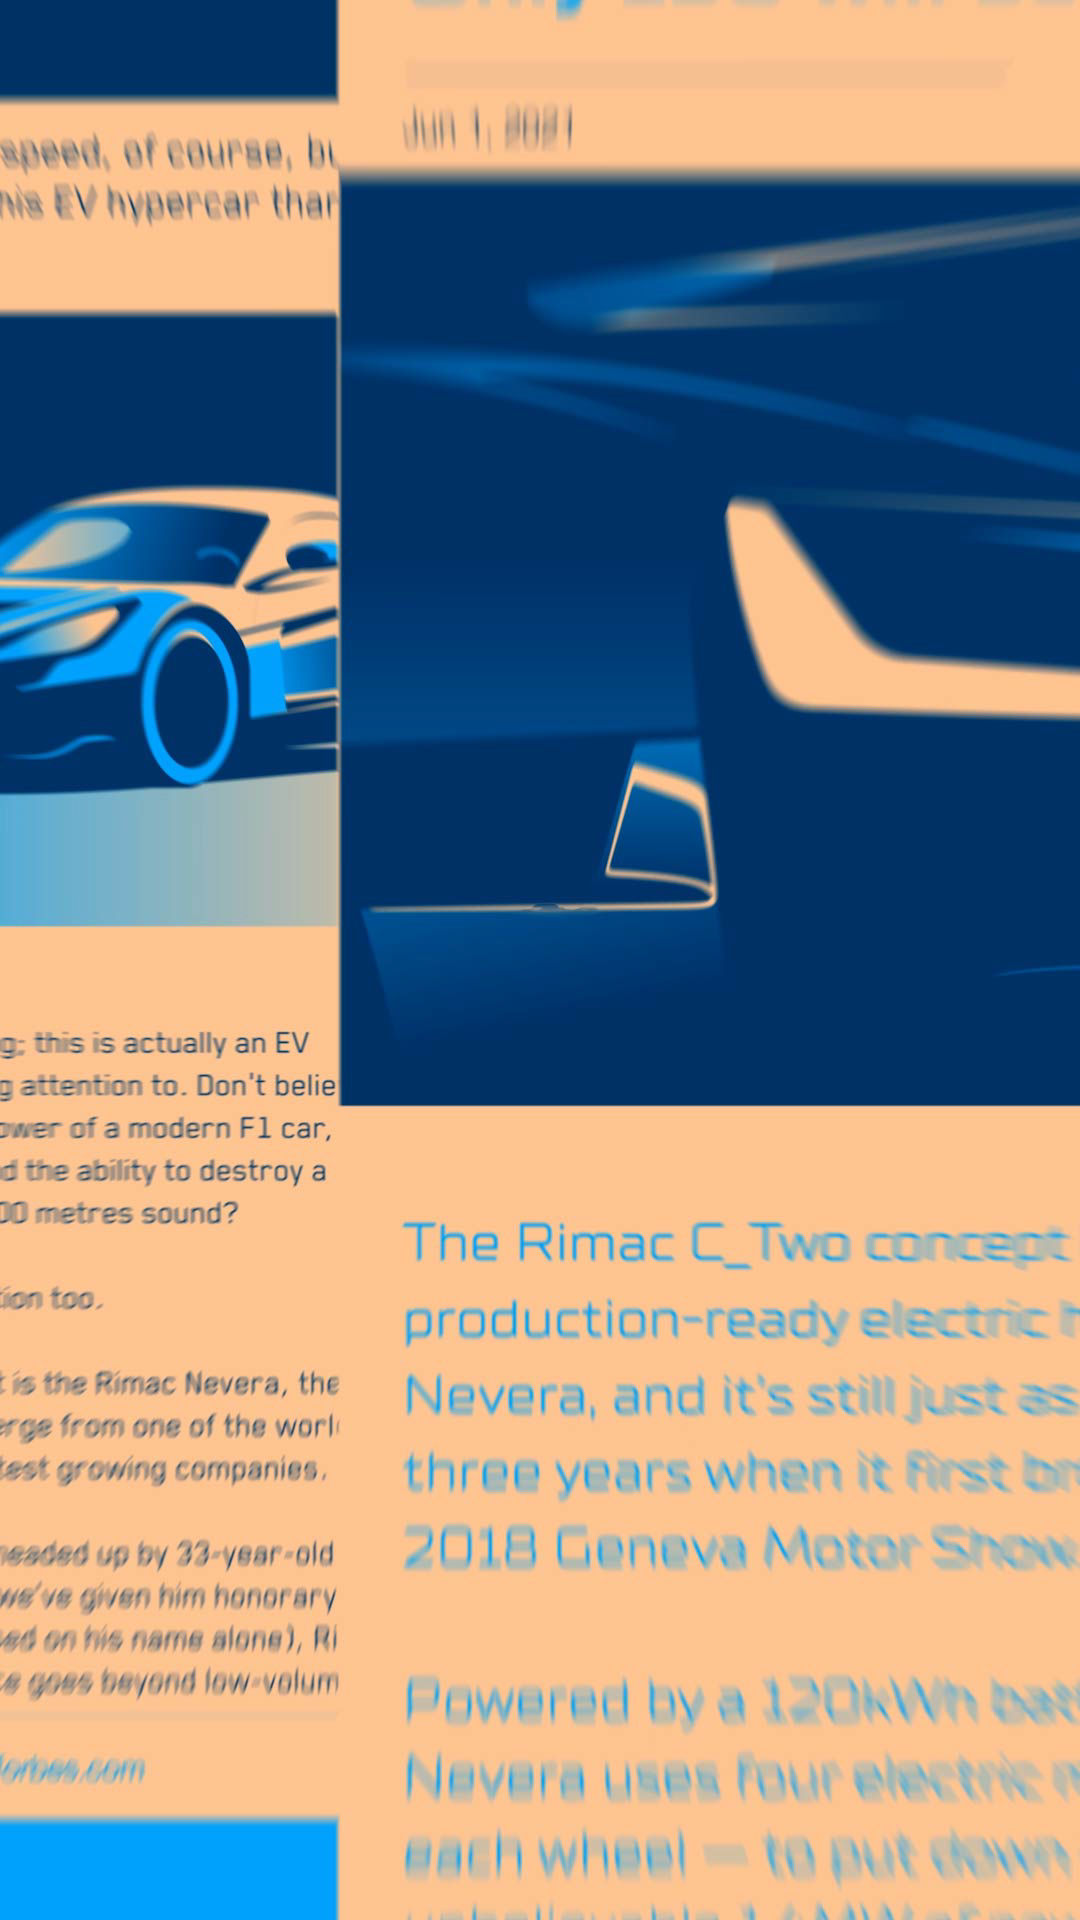 speed, of course, bu
his EV hypercar than
g; this is actually an EV
g attention to. Don't belie
ower of a modern F1 car,
d the ability to destroy a
00 metres sound?
tion too.
t is the Rimac Nevera, the
erge from one of the worl
test growing companies.
headed up by 33-year-old
we've given him honorary
sed on his name alone), Ri
ce goes beyond low-volum
forbes.com
Jun 1, 2021
The Rimac C_Two concept
production-ready electric h
Nevera, and it's still just as
three years when it first br
2018 Geneva Motor Show
Powered by a 120kWh batt
Nevera uses four electric m
each wheel — to put down